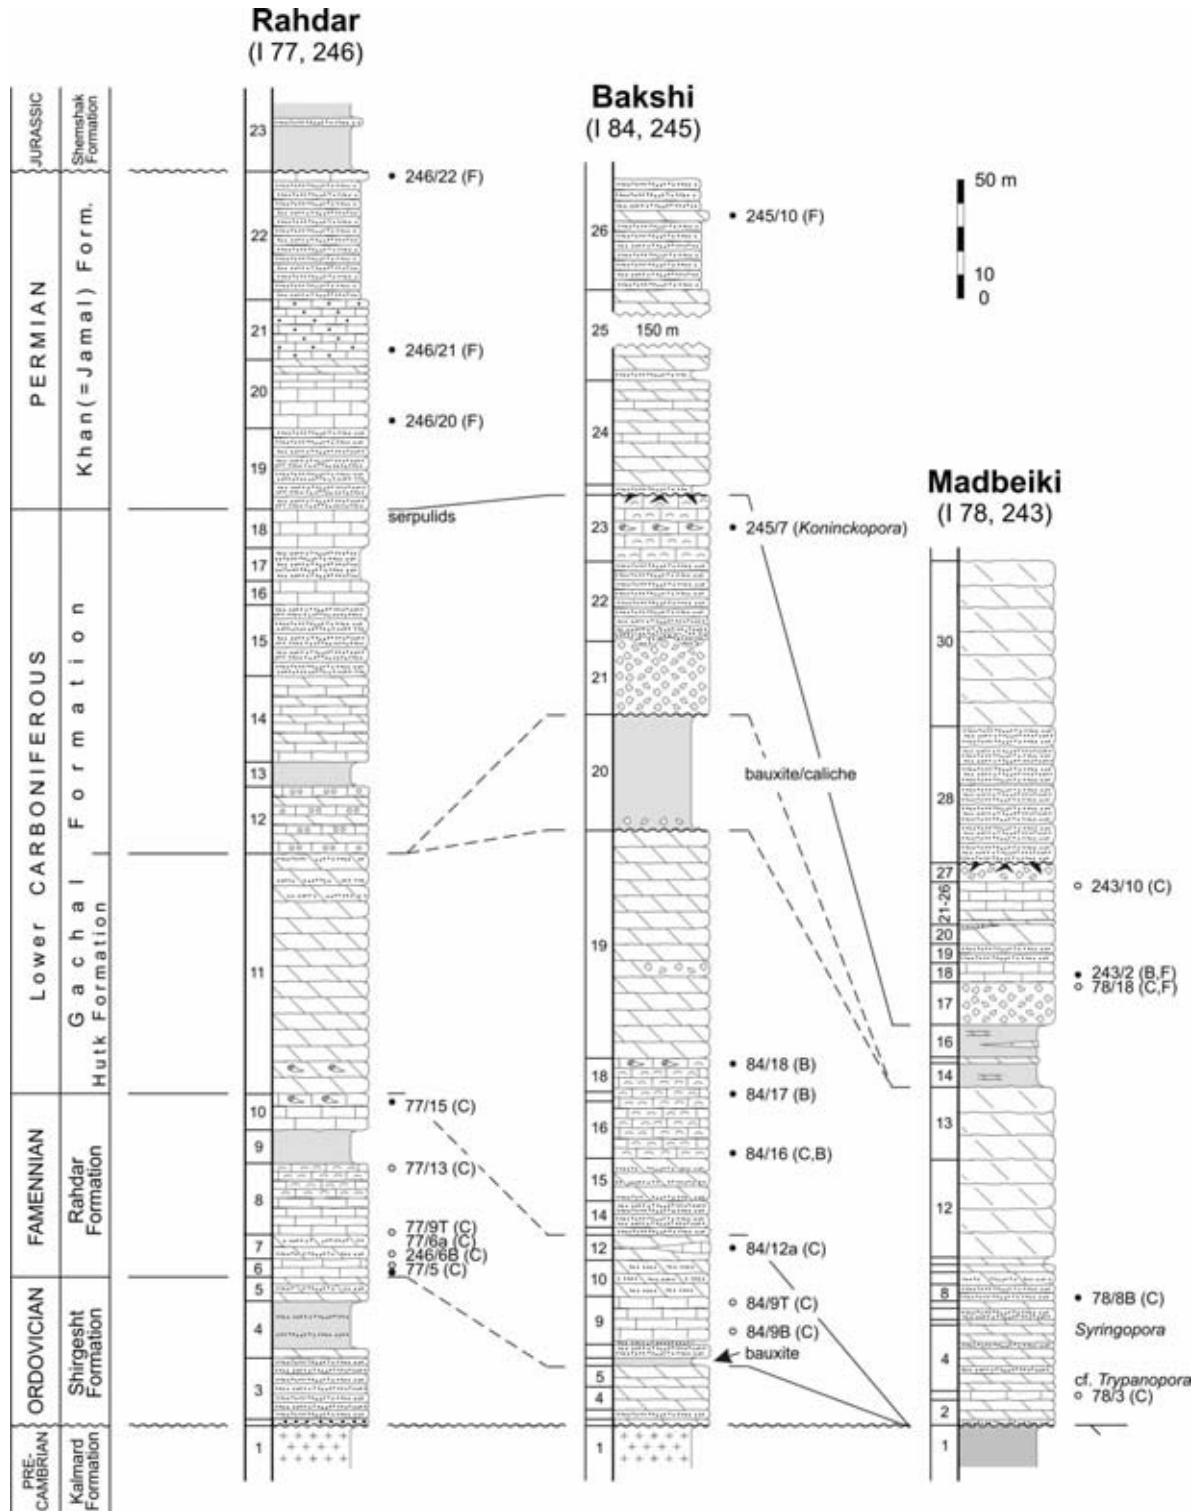 Rahdar
(I 77, 246)
Bakshi
(I 84, 245)
Madbeiki
(I 78, 243)
50 m
10
0
JURASSIC
Shemshak
Formation
PERMIAN
Khan(=Jamal) Form.
Lower CARBONIFEROUS
Gachal Formation
Hutk Formation
FAMENNIAN
Rahdar
Formation
ORDOVICIAN
Shirgesht
Formation
PRE-
CAMBRIAN
Kalmard
Formation
23
22
21
20
19
18
17
16
15
14
13
12
11
10
9
8
7
6
5
4
3
1
246/22 (F)
246/21 (F)
246/20 (F)
serpulids
77/15 (C)
77/13 (C)
77/9T (C)
77/6a (C)
246/6B (C)
77/5 (C)
26
25
150 m
24
23
22
21
20
19
18
16
15
14
12
10
9
5
4
1
245/10 (F)
245/7 (Koninckopora)
bauxite/caliche
84/18 (B)
84/17 (B)
84/16 (C,B)
84/12a (C)
84/9T (C)
84/9B (C)
bauxite
30
28
27
21-26
20
19
18
17
16
14
13
12
8
4
2
1
243/10 (C)
243/2 (B,F)
78/18 (C,F)
78/8B (C)
Syringopora
cf. Trypanopora
78/3 (C)